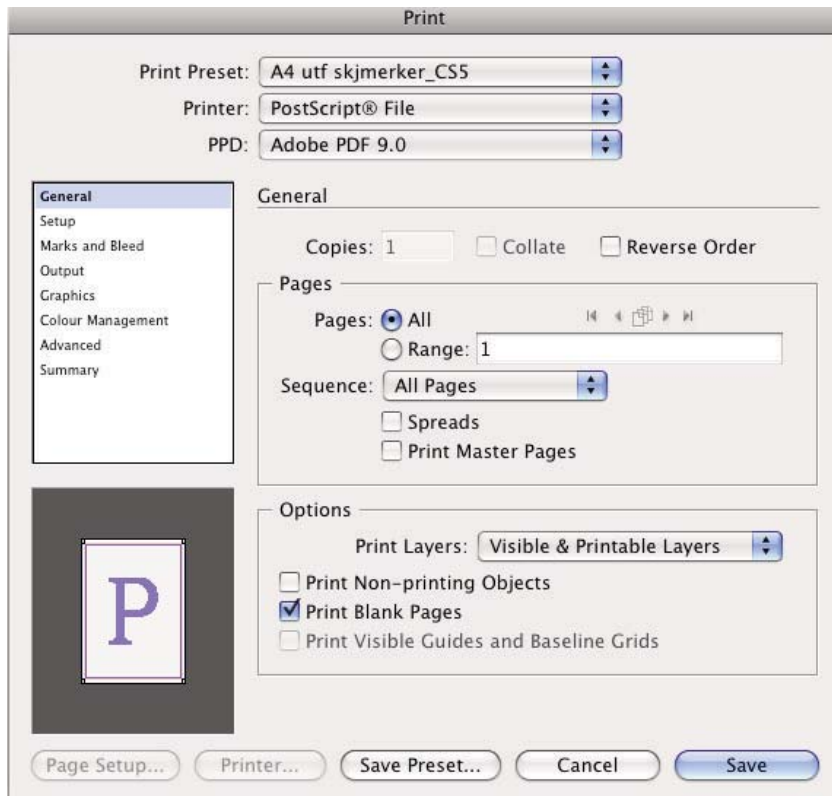 Print
Print Preset: A4 utf skjmerker_CS5
Printer: PostScript® File
PPD: Adobe PDF 9.0
General
Setup
Marks and Bleed
Output
Graphics
Colour Management
Advanced
Summary
General
Copies: 1 Collate Reverse Order
Pages
Pages: All
Range: 1
Sequence: All Pages
Spreads
Print Master Pages
Options
Print Layers: Visible & Printable Layers
Print Non-printing Objects
Print Blank Pages
Print Visible Guides and Baseline Grids
P
Page Setup... Printer... Save Preset... Cancel Save